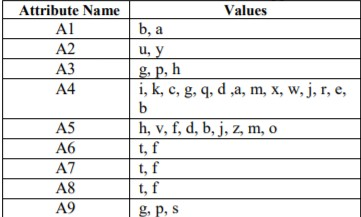 Attribute Name Values
A1 b, a
A2 u, y
A3 g, p, h
A4 i, k, c, g, q, d ,a, m, x, w, j, r, e,
b
A5 h, v, f, d, b, j, z, m, o
A6 t, f
A7 t, f
A8 t, f
A9 g, p, s